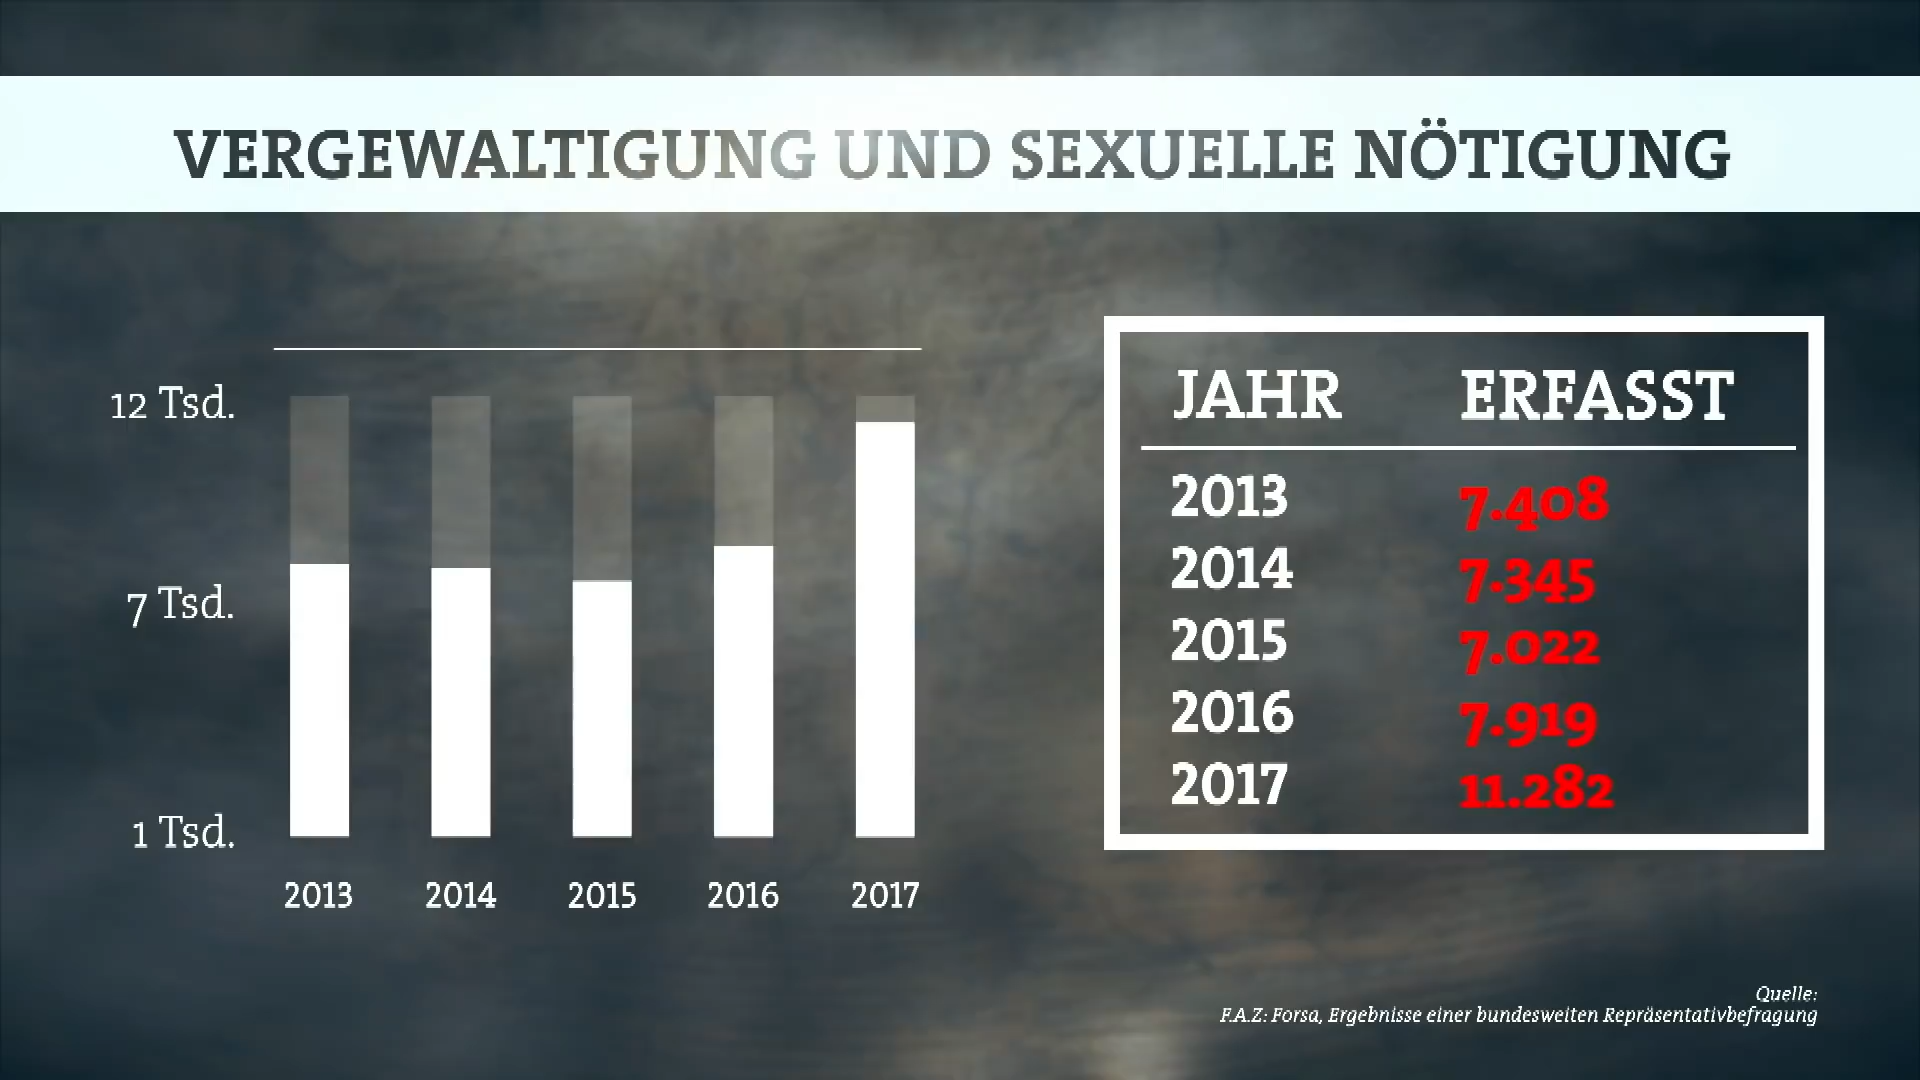 VERGEWALTIGUNG UND SEXUELLE NÖTIGUNG
12 Tsd.
7 Tsd.
1 Tsd.
2013 2014 2015 2016 2017
JAHR ERFASST
2013 7.408
2014 7.345
2015 7.022
2016 7.919
2017 11.282
Quelle:
F.A.Z: Forsa, Ergebnisse einer bundesweiten Repräsentativbefragung